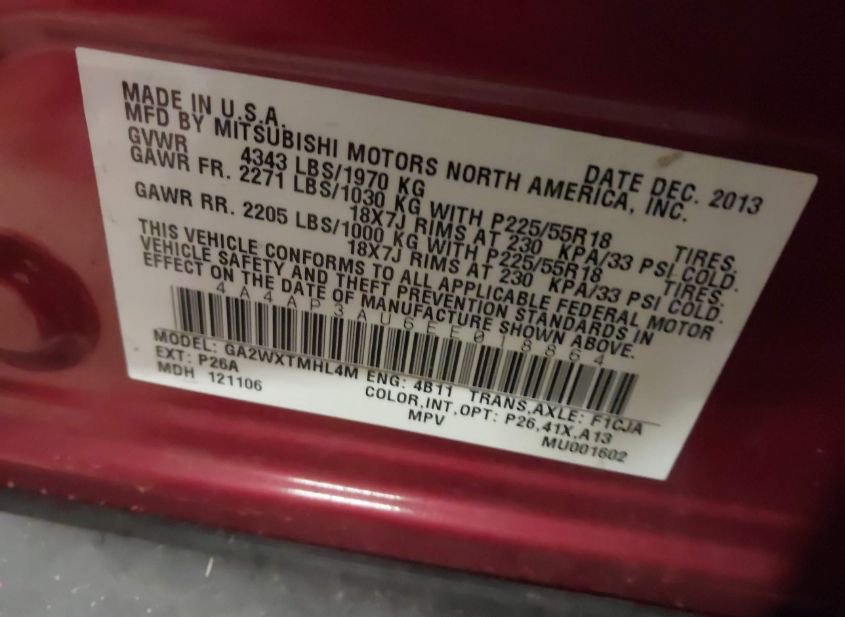 MADE IN U.S.A.
MFD BY MITSUBISHI MOTORS NORTH AMERICA, INC.
DATE DEC. 2013
GVWR 4343 LBS/1970 KG
GAWR FR. 2271 LBS/1030 KG WITH P225/55R18 TIRES,
18X7J RIMS AT 230 KPA/33 PSI COLD.
GAWR RR. 2205 LBS/1000 KG WITH P225/55R18 TIRES.
18X7J RIMS AT 230 KPA/33 PSI COLD.
THIS VEHICLE CONFORMS TO ALL APPLICABLE FEDERAL MOTOR
VEHICLE SAFETY AND THEFT PREVENTION STANDARDS IN
EFFECT ON THE DATE OF MANUFACTURE SHOWN ABOVE.
4A4AP3AU6EE018864
MODEL: GA2WXTMHL4M ENG: 4B11 TRANS,AXLE: F1CJA
EXT: P26A COLOR,INT,OPT: P26,41X,A13
MDH 121106 MPV MU001602